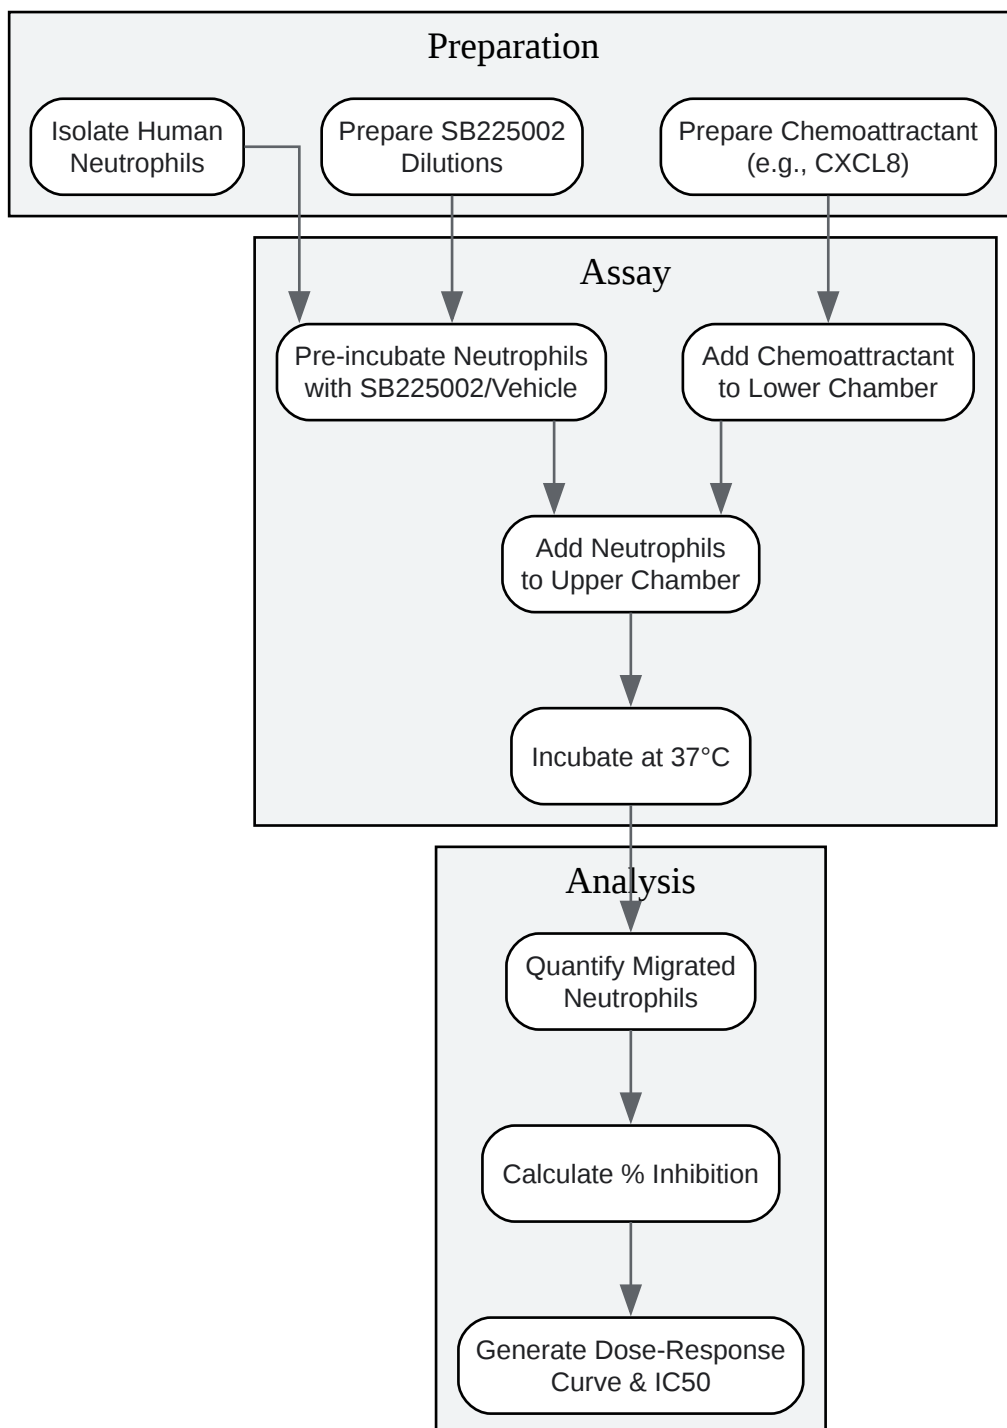 Preparation
Isolate Human
Neutrophils
Prepare SB225002
Dilutions
Prepare Chemoattractant
(e.g., CXCL8)
Assay
Pre-incubate Neutrophils
with SB225002/Vehicle
Add Chemoattractant
to Lower Chamber
Add Neutrophils
to Upper Chamber
Incubate at 37°C
Analysis
Quantify Migrated
Neutrophils
Calculate % Inhibition
Generate Dose-Response
Curve & IC50